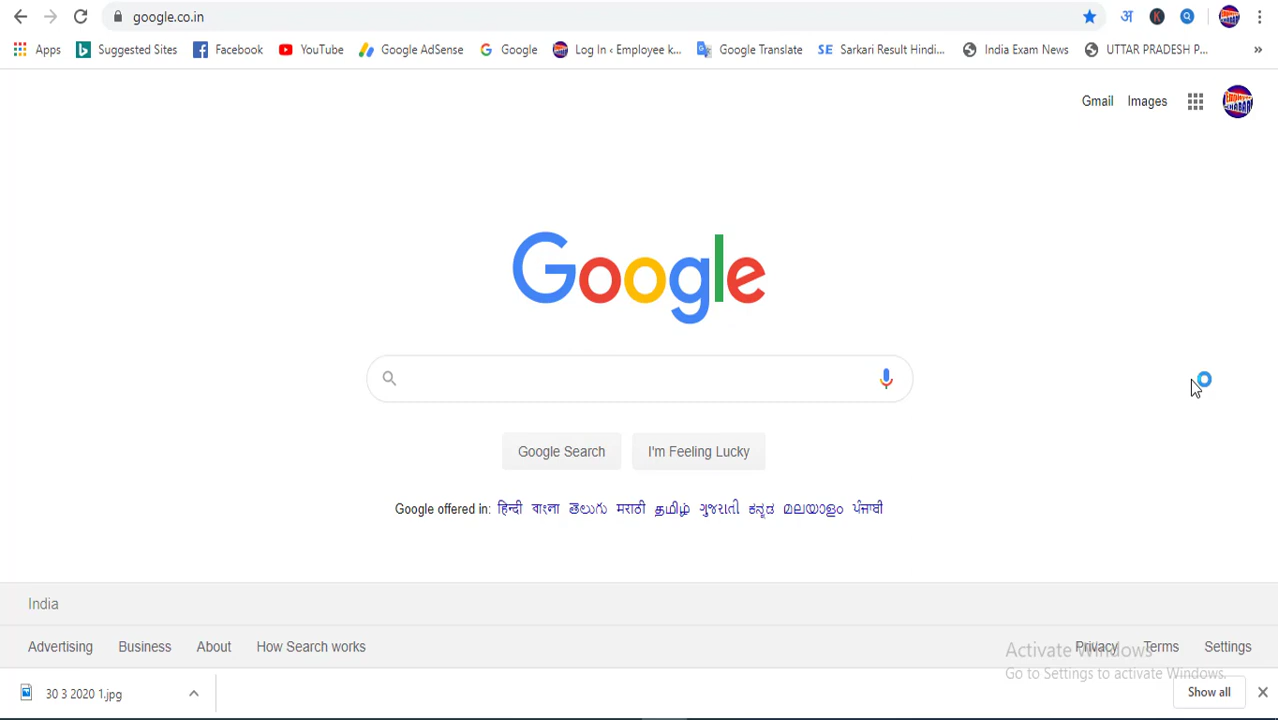 google.co.in
Apps Suggested Sites Facebook YouTube Google AdSense Google Log In ‹ Employee k... Google Translate SE Sarkari Result Hindi... India Exam News UTTAR PRADESH P... »
Gmail Images
Google
Google Search I'm Feeling Lucky
Google offered in: हिन्दी বাংলা తెలుగు मराठी தமிழ் ગુજરાતી ಕನ್ನಡ മലയാളം ਪੰਜਾਬੀ
India
Advertising Business About How Search works Privacy Terms Settings
Activate Windows
Go to Settings to activate Windows.
30 3 2020 1.jpg Show all